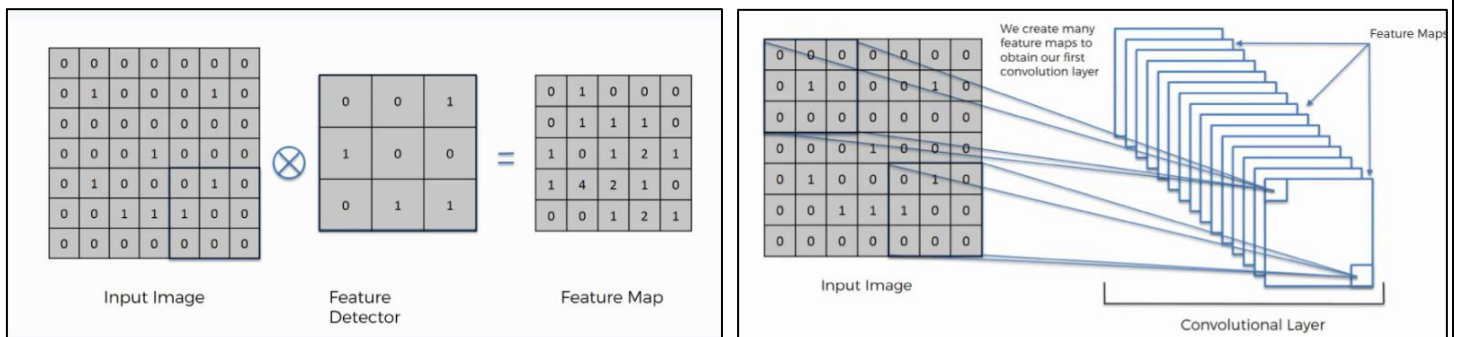 0 0 0 0 0 0 0
0 1 0 0 0 1 0
0 0 0 0 0 0 0
0 0 0 1 0 0 0
0 1 0 0 0 1 0
0 0 1 1 1 0 0
0 0 0 0 0 0 0
Input Image
0 0 1
1 0 0
0 1 1
Feature
Detector
=
0 1 0 0 0
0 1 1 1 0
1 0 1 2 1
1 4 2 1 0
0 0 1 2 1
Feature Map
0 0 0 0 0 0 0
0 1 0 0 0 1 0
0 0 0 0 0 0 0
0 0 0 1 0 0 0
0 1 0 0 0 1 0
0 0 1 1 1 0 0
0 0 0 0 0 0 0
Input Image
We create many
feature maps to
obtain our first
convolution layer
Feature Maps
Convolutional Layer